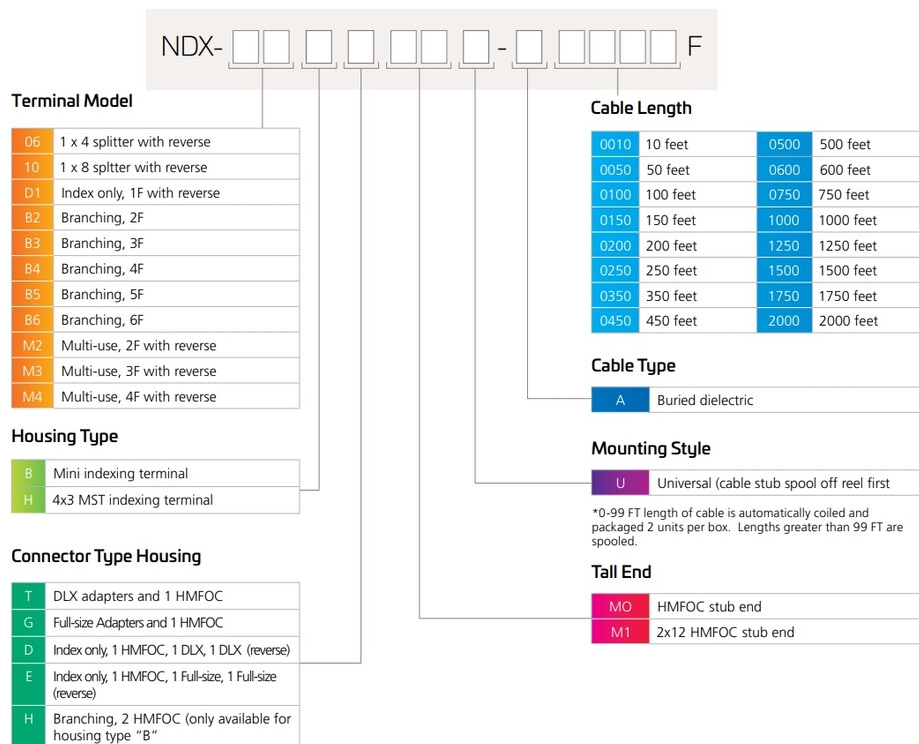 NDX- - F
Terminal Model
06 1 x 4 splitter with reverse
10 1 x 8 spltter with reverse
D1 Index only, 1F with reverse
B2 Branching, 2F
B3 Branching, 3F
B4 Branching, 4F
B5 Branching, 5F
B6 Branching, 6F
M2 Multi-use, 2F with reverse
M3 Multi-use, 3F with reverse
M4 Multi-use, 4F with reverse
Housing Type
B Mini indexing terminal
H 4x3 MST indexing terminal
Connector Type Housing
T DLX adapters and 1 HMFOC
G Full-size Adapters and 1 HMFOC
D Index only, 1 HMFOC, 1 DLX, 1 DLX (reverse)
E Index only, 1 HMFOC, 1 Full-size, 1 Full-size
(reverse)
H Branching, 2 HMFOC (only available for
housing type "B"
Cable Length
0010 10 feet 0500 500 feet
0050 50 feet 0600 600 feet
0100 100 feet 0750 750 feet
0150 150 feet 1000 1000 feet
0200 200 feet 1250 1250 feet
0250 250 feet 1500 1500 feet
0350 350 feet 1750 1750 feet
0450 450 feet 2000 2000 feet
Cable Type
A Buried dielectric
Mounting Style
U Universal (cable stub spool off reel first
*0-99 FT length of cable is automatically coiled and
packaged 2 units per box. Lengths greater than 99 FT are
spooled.
Tall End
MO HMFOC stub end
M1 2x12 HMFOC stub end